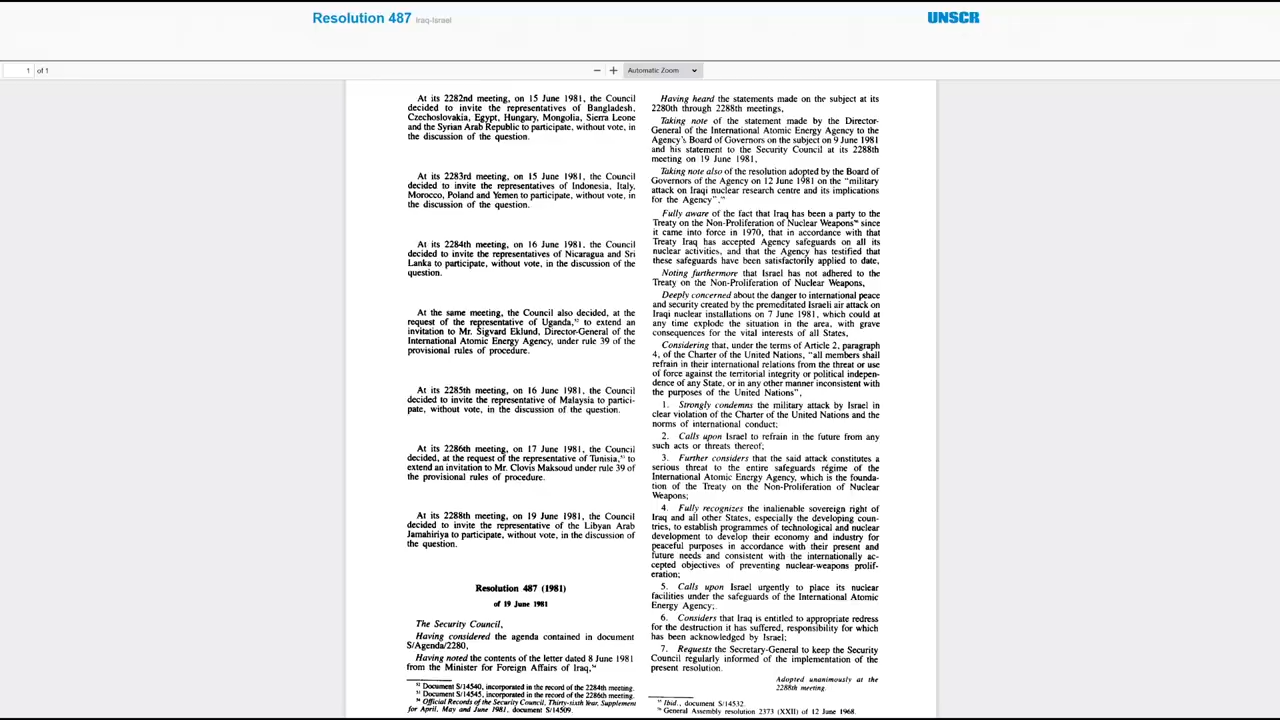 Resolution 487 Iraq-Israel
UNSCR
1 of 1
− + Automatic Zoom
At its 2282nd meeting, on 15 June 1981, the Council
decided to invite the representatives of Bangladesh,
Czechoslovakia, Egypt, Hungary, Mongolia, Sierra Leone
and the Syrian Arab Republic to participate, without vote, in
the discussion of the question.
At its 2283rd meeting, on 15 June 1981, the Council
decided to invite the representatives of Indonesia, Italy,
Morocco, Poland and Yemen to participate, without vote, in
the discussion of the question.
At its 2284th meeting, on 16 June 1981, the Council
decided to invite the representatives of Nicaragua and Sri
Lanka to participate, without vote, in the discussion of the
question.
At the same meeting, the Council also decided, at the
request of the representative of Uganda,⁵² to extend an
invitation to Mr. Sigvard Eklund, Director-General of the
International Atomic Energy Agency, under rule 39 of the
provisional rules of procedure.
At its 2285th meeting, on 16 June 1981, the Council
decided to invite the representative of Malaysia to partici-
pate, without vote, in the discussion of the question.
At its 2286th meeting, on 17 June 1981, the Council
decided, at the request of the representative of Tunisia,⁵³ to
extend an invitation to Mr. Clovis Maksoud under rule 39 of
the provisional rules of procedure.
At its 2288th meeting, on 19 June 1981, the Council
decided to invite the representative of the Libyan Arab
Jamahiriya to participate, without vote, in the discussion of
the question.
Resolution 487 (1981)
of 19 June 1981
The Security Council,
Having considered the agenda contained in document
S/Agenda/2280,
Having noted the contents of the letter dated 8 June 1981
from the Minister for Foreign Affairs of Iraq,⁵⁴
⁵² Document S/14540, incorporated in the record of the 2284th meeting.
⁵³ Document S/14545, incorporated in the Record of the 2286th meeting.
⁵⁴ Official Records of the Security Council, Thirty-sixth Year, Supplement
for April, May and June 1981, document S/14509.
Having heard the statements made on the subject at its
2280th through 2288th meetings,
Taking note of the statement made by the Director-
General of the International Atomic Energy Agency to the
Agency's Board of Governors on the subject on 9 June 1981
and his statement to the Security Council at its 2288th
meeting on 19 June 1981,
Taking note also of the resolution adopted by the Board of
Governors of the Agency on 12 June 1981 on the "military
attack on Iraqi nuclear research centre and its implications
for the Agency",⁵⁵
Fully aware of the fact that Iraq has been a party to the
Treaty on the Non-Proliferation of Nuclear Weapons⁵⁶ since
it came into force in 1970, that in accordance with that
Treaty Iraq has accepted Agency safeguards on all its
nuclear activities, and that the Agency has testified that
these safeguards have been satisfactorily applied to date,
Noting furthermore that Israel has not adhered to the
Treaty on the Non-Proliferation of Nuclear Weapons,
Deeply concerned about the danger to international peace
and security created by the premeditated Israeli air attack on
Iraqi nuclear installations on 7 June 1981, which could at
any time explode the situation in the area, with grave
consequences for the vital interests of all States,
Considering that, under the terms of Article 2, paragraph
4, of the Charter of the United Nations, "all members shall
refrain in their international relations from the threat or use
of force against the territorial integrity or political indepen-
dence of any State, or in any other manner inconsistent with
the purposes of the United Nations",
1. Strongly condemns the military attack by Israel in
clear violation of the Charter of the United Nations and the
norms of international conduct;
2. Calls upon Israel to refrain in the future from any
such acts or threats thereof;
3. Further considers that the said attack constitutes a
serious threat to the entire safeguards régime of the
International Atomic Energy Agency, which is the founda-
tion of the Treaty on the Non-Proliferation of Nuclear
Weapons;
4. Fully recognizes the inalienable sovereign right of
Iraq and all other States, especially the developing coun-
tries, to establish programmes of technological and nuclear
development to develop their economy and industry for
peaceful purposes in accordance with their present and
future needs and consistent with the internationally ac-
cepted objectives of preventing nuclear-weapons prolif-
eration;
5. Calls upon Israel urgently to place its nuclear
facilities under the safeguards of the International Atomic
Energy Agency;
6. Considers that Iraq is entitled to appropriate redress
for the destruction it has suffered, responsibility for which
has been acknowledged by Israel;
7. Requests the Secretary-General to keep the Security
Council regularly informed of the implementation of the
present resolution.
Adopted unanimously at the
2288th meeting.
⁵⁵ Ibid., document S/14532.
⁵⁶ General Assembly resolution 2373 (XXII) of 12 June 1968.